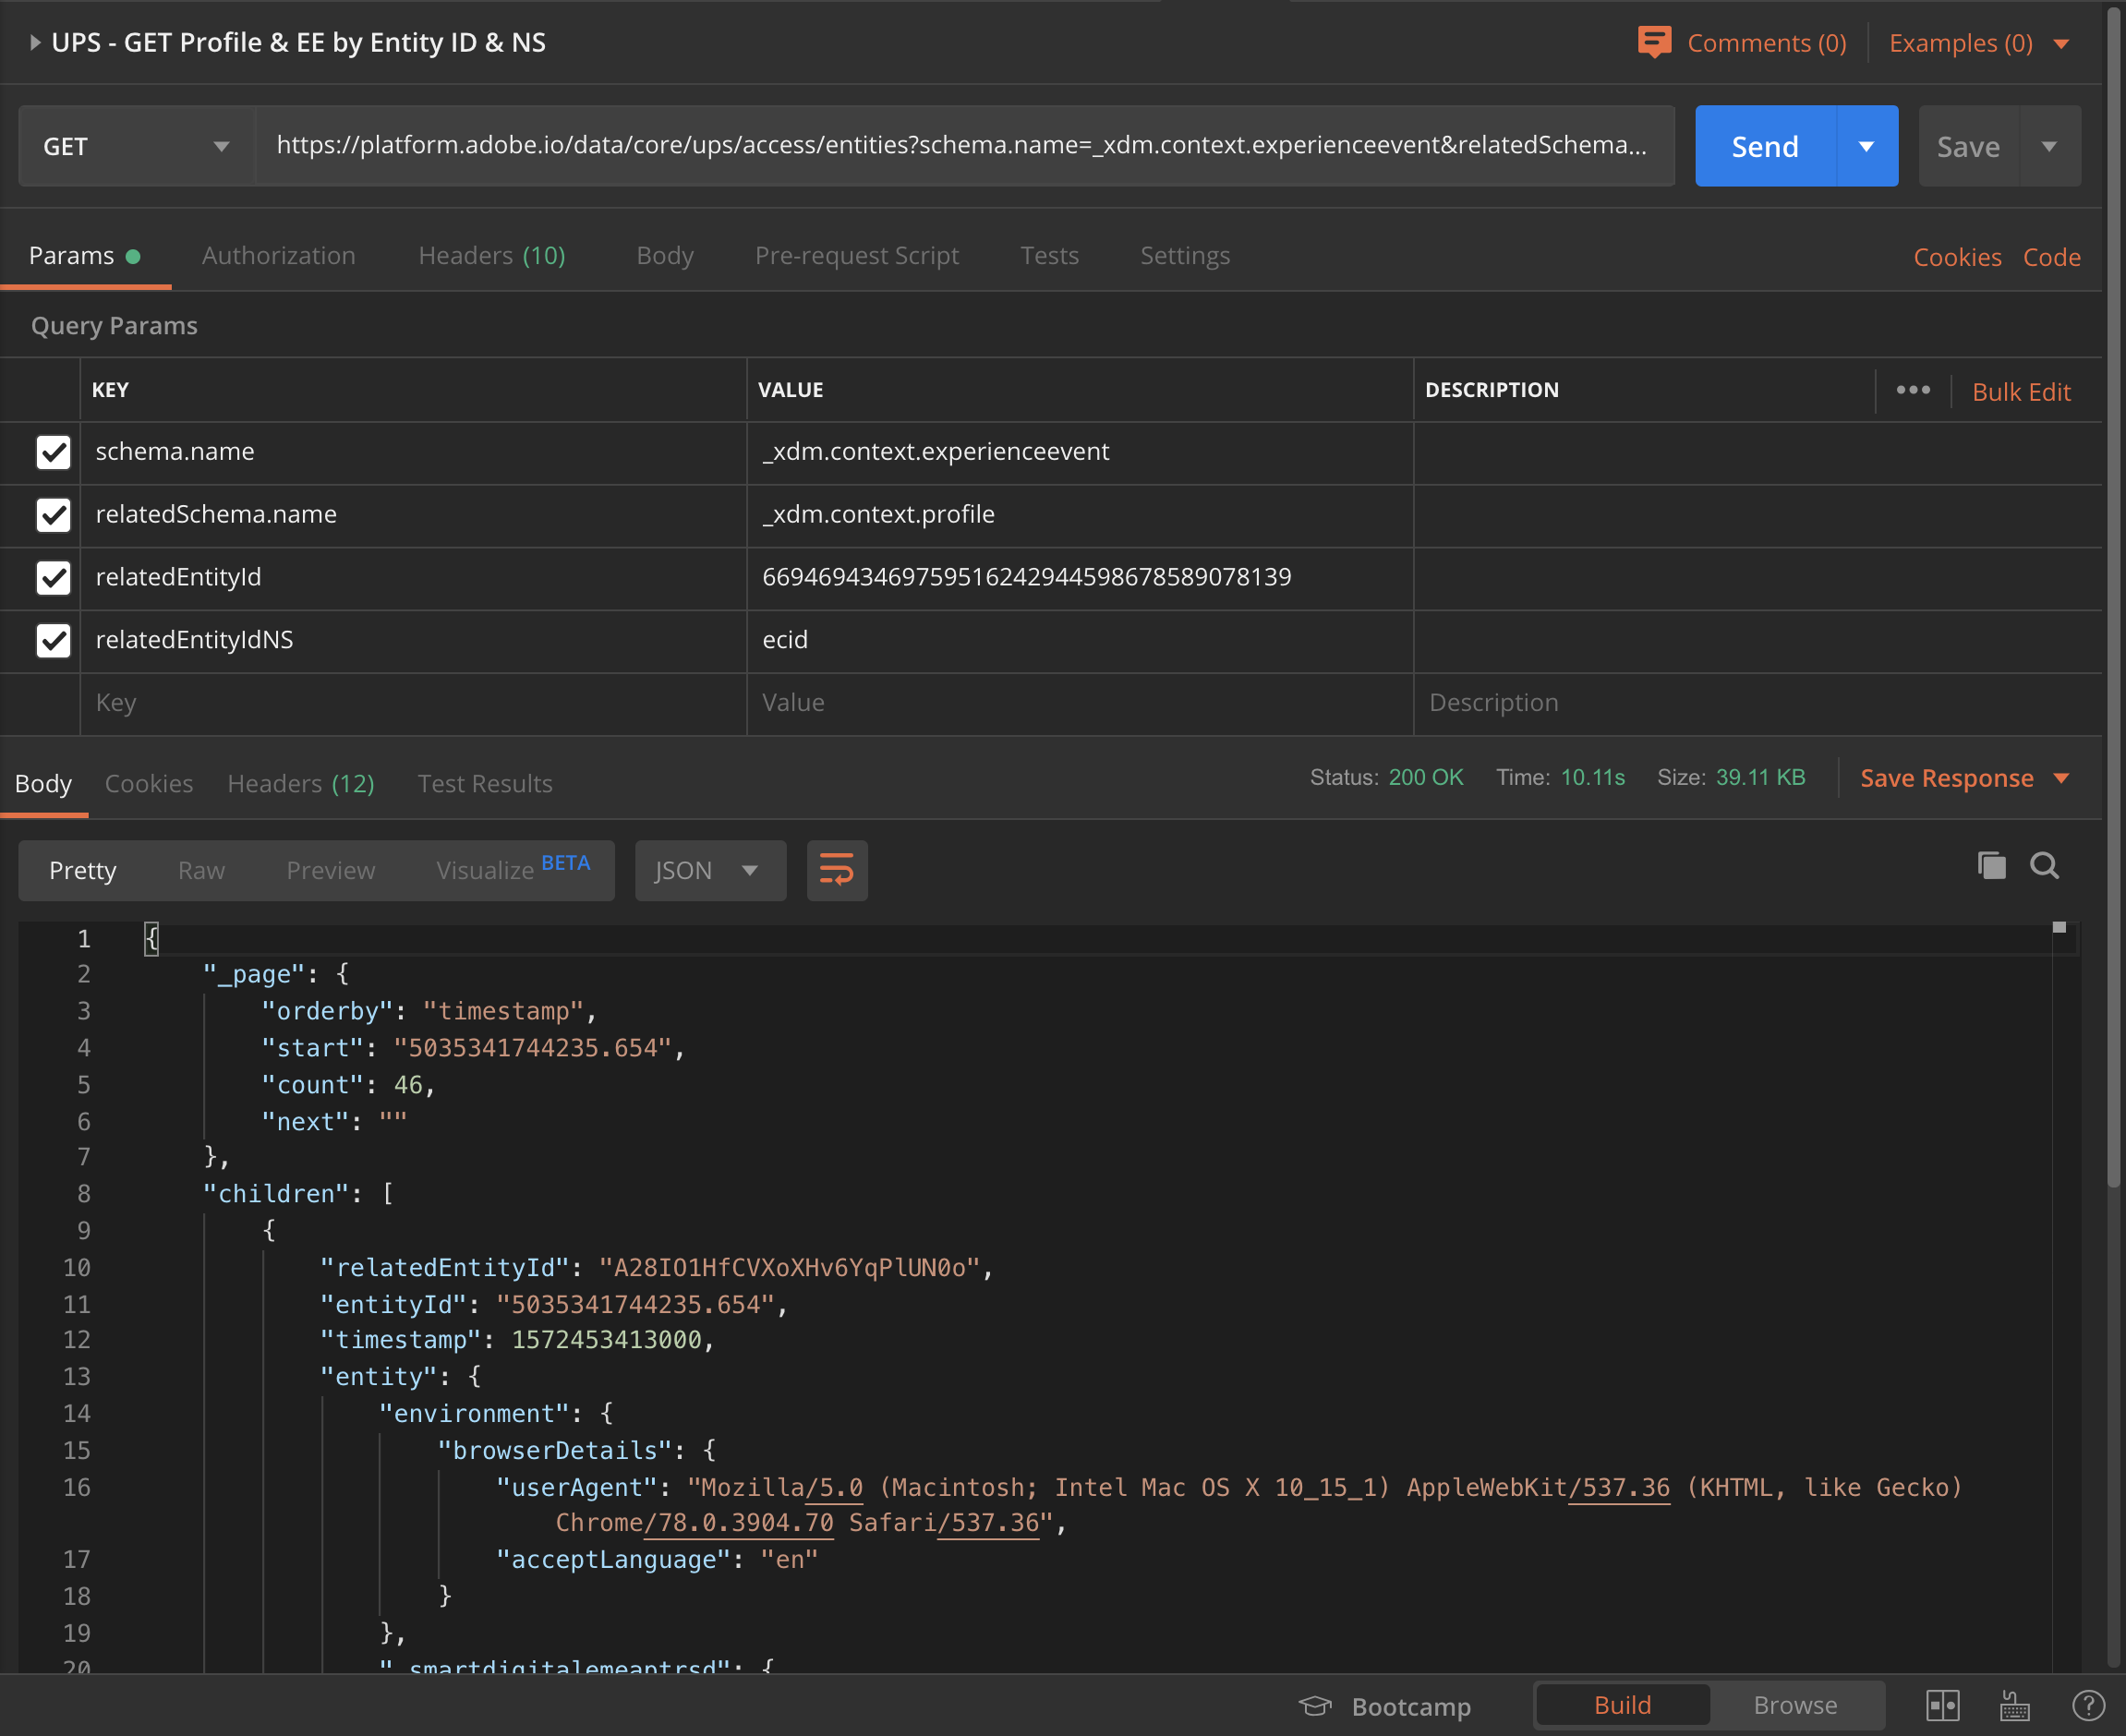 UPS - GET Profile & EE by Entity ID & NS
Comments (0)
Examples (0)
GET
https://platform.adobe.io/data/core/ups/access/entities?schema.name=_xdm.context.experienceevent&relatedSchema...
Send
Save
Params
Authorization
Headers (10)
Body
Pre-request Script
Tests
Settings
Cookies
Code
Query Params
KEY
VALUE
DESCRIPTION
Bulk Edit
schema.name
_xdm.context.experienceevent
relatedSchema.name
_xdm.context.profile
relatedEntityId
66946943469759516242944598678589078139
relatedEntityIdNS
ecid
Key
Value
Description
Body
Cookies
Headers (12)
Test Results
Status: 200 OK
Time: 10.11s
Size: 39.11 KB
Save Response
Pretty
Raw
Preview
Visualize BETA
JSON
1 {
2 "_page": {
3 "orderby": "timestamp",
4 "start": "5035341744235.654",
5 "count": 46,
6 "next": ""
7 },
8 "children": [
9 {
10 "relatedEntityId": "A28IO1HfCVXoXHv6YqPlUN0o",
11 "entityId": "5035341744235.654",
12 "timestamp": 1572453413000,
13 "entity": {
14 "environment": {
15 "browserDetails": {
16 "userAgent": "Mozilla/5.0 (Macintosh; Intel Mac OS X 10_15_1) AppleWebKit/537.36 (KHTML, like Gecko)
Chrome/78.0.3904.70 Safari/537.36",
17 "acceptLanguage": "en"
18 }
19 },
20 "_smartdigitalemeaptrsd": {
Bootcamp
Build
Browse